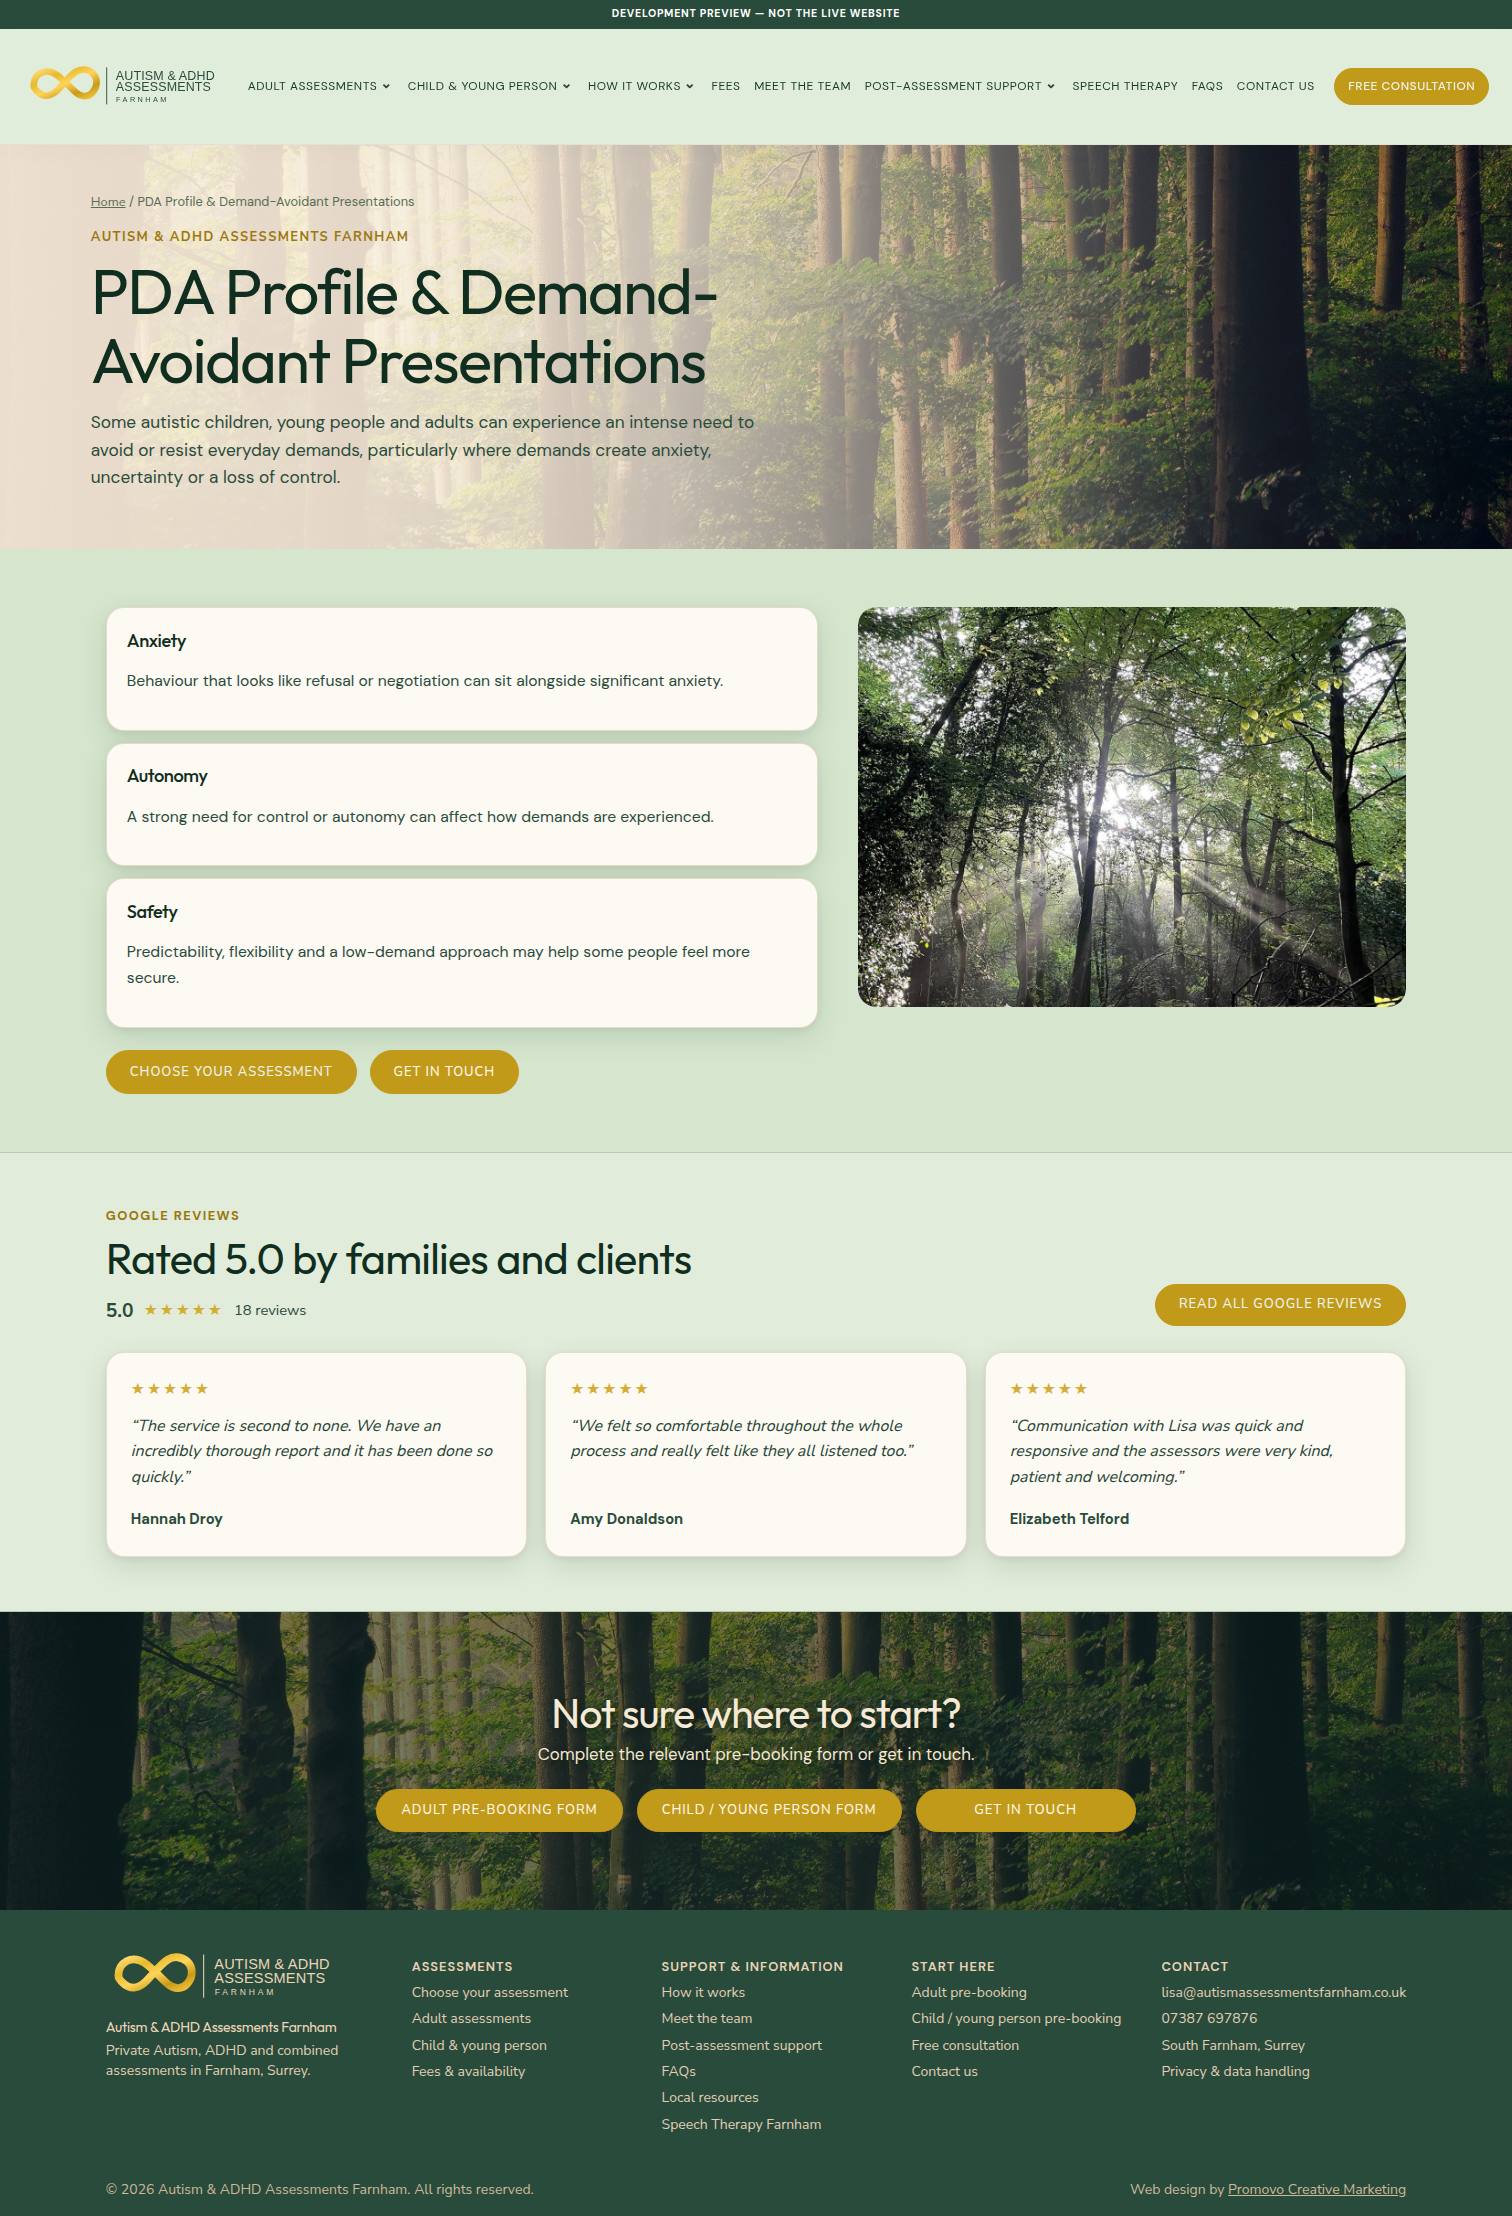 DEVELOPMENT PREVIEW — NOT THE LIVE WEBSITE
AUTISM & ADHD
ASSESSMENTS
FARNHAM
ADULT ASSESSMENTS
CHILD & YOUNG PERSON
HOW IT WORKS
FEES
MEET THE TEAM
POST-ASSESSMENT SUPPORT
SPEECH THERAPY
FAQS
CONTACT US
FREE CONSULTATION
Home / PDA Profile & Demand-Avoidant Presentations
AUTISM & ADHD ASSESSMENTS FARNHAM
PDA Profile & Demand-
Avoidant Presentations
Some autistic children, young people and adults can experience an intense need to
avoid or resist everyday demands, particularly where demands create anxiety,
uncertainty or a loss of control.
Anxiety
Behaviour that looks like refusal or negotiation can sit alongside significant anxiety.
Autonomy
A strong need for control or autonomy can affect how demands are experienced.
Safety
Predictability, flexibility and a low-demand approach may help some people feel more
secure.
CHOOSE YOUR ASSESSMENT
GET IN TOUCH
GOOGLE REVIEWS
Rated 5.0 by families and clients
5.0 ★★★★★ 18 reviews
READ ALL GOOGLE REVIEWS
★★★★★
“The service is second to none. We have an
incredibly thorough report and it has been done so
quickly.”
Hannah Droy
★★★★★
“We felt so comfortable throughout the whole
process and really felt like they all listened too.”
Amy Donaldson
★★★★★
“Communication with Lisa was quick and
responsive and the assessors were very kind,
patient and welcoming.”
Elizabeth Telford
Not sure where to start?
Complete the relevant pre-booking form or get in touch.
ADULT PRE-BOOKING FORM
CHILD / YOUNG PERSON FORM
GET IN TOUCH
AUTISM & ADHD
ASSESSMENTS
FARNHAM
Autism & ADHD Assessments Farnham
Private Autism, ADHD and combined
assessments in Farnham, Surrey.
ASSESSMENTS
Choose your assessment
Adult assessments
Child & young person
Fees & availability
SUPPORT & INFORMATION
How it works
Meet the team
Post-assessment support
FAQs
Local resources
Speech Therapy Farnham
START HERE
Adult pre-booking
Child / young person pre-booking
Free consultation
Contact us
CONTACT
lisa@autismassessmentsfarnham.co.uk
07387 697876
South Farnham, Surrey
Privacy & data handling
© 2026 Autism & ADHD Assessments Farnham. All rights reserved.
Web design by Promovo Creative Marketing